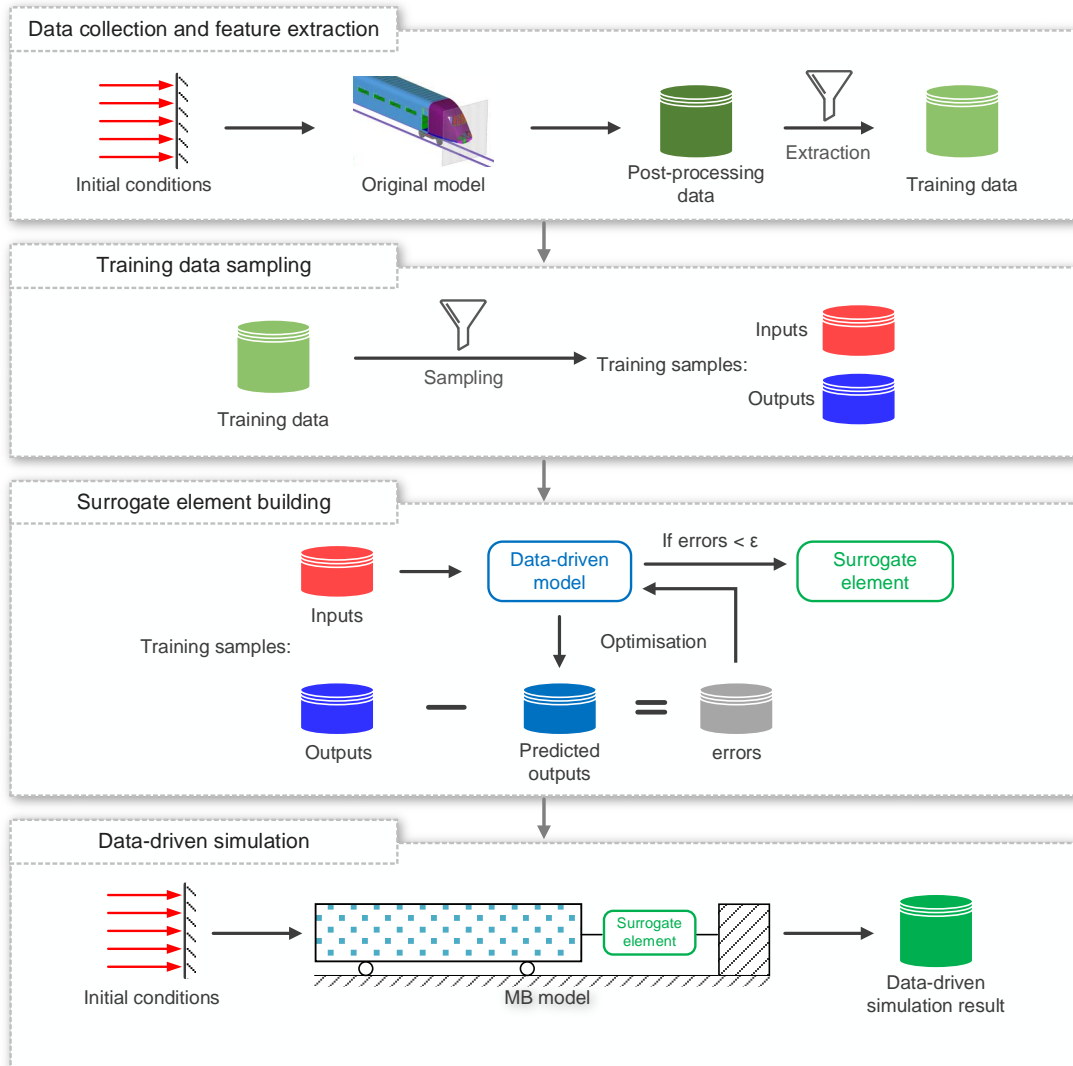 Data collection and feature extraction
Initial conditions
Original model
Post-processing
data
Extraction
Training data
Training data sampling
Training data
Sampling
Training samples:
Inputs
Outputs
Surrogate element building
Training samples:
Inputs
Data-driven
model
If errors < ε
Surrogate
element
Optimisation
Outputs
Predicted
outputs
errors
Data-driven simulation
Initial conditions
Surrogate
element
MB model
Data-driven
simulation result